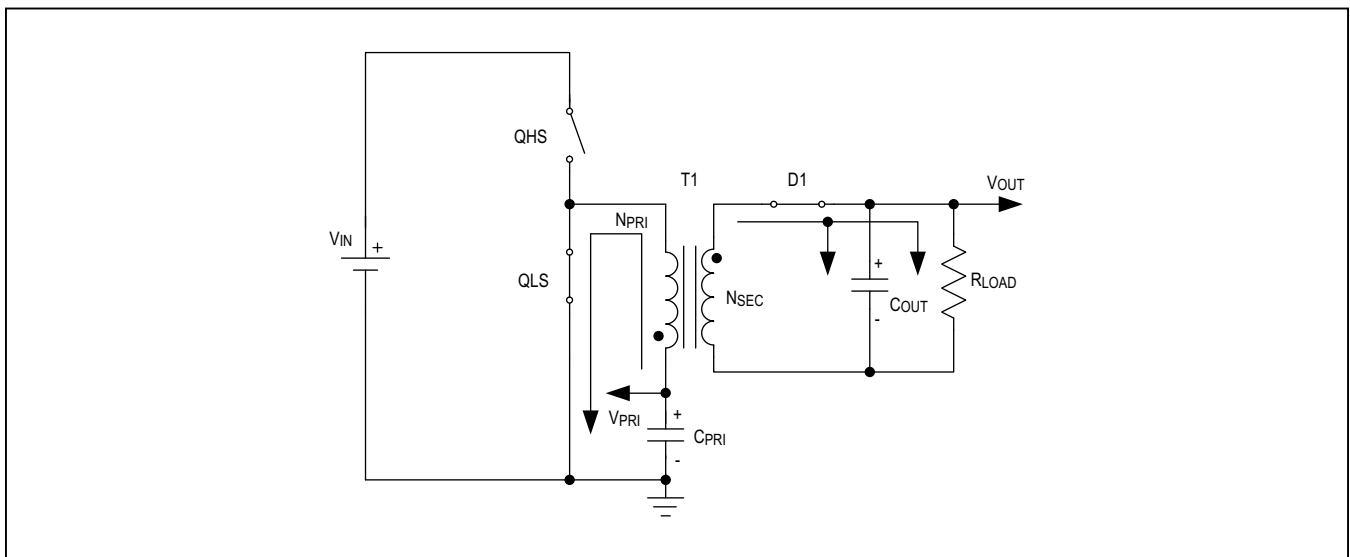 QHS
T1
D1
VOUT
NPRI
VIN
+
QLS
NSEC
+
COUT
-
RLOAD
VPRI
+
CPRI
-